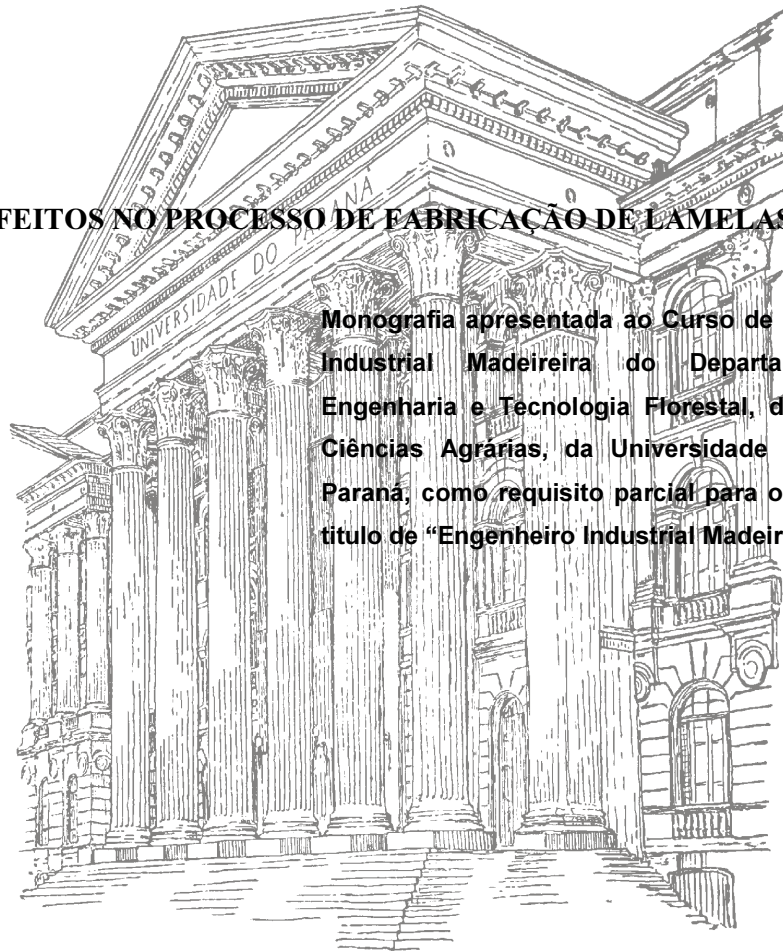 FEITOS NO PROCESSO DE FABRICAÇÃO DE LAMELAS
UNIVERSIDADE DO PARANÁ
Monografia apresentada ao Curso de
Industrial Madeireira do Departa
Engenharia e Tecnologia Florestal, d
Ciências Agrárias, da Universidade
Paraná, como requisito parcial para o
titulo de “Engenheiro Industrial Madeir